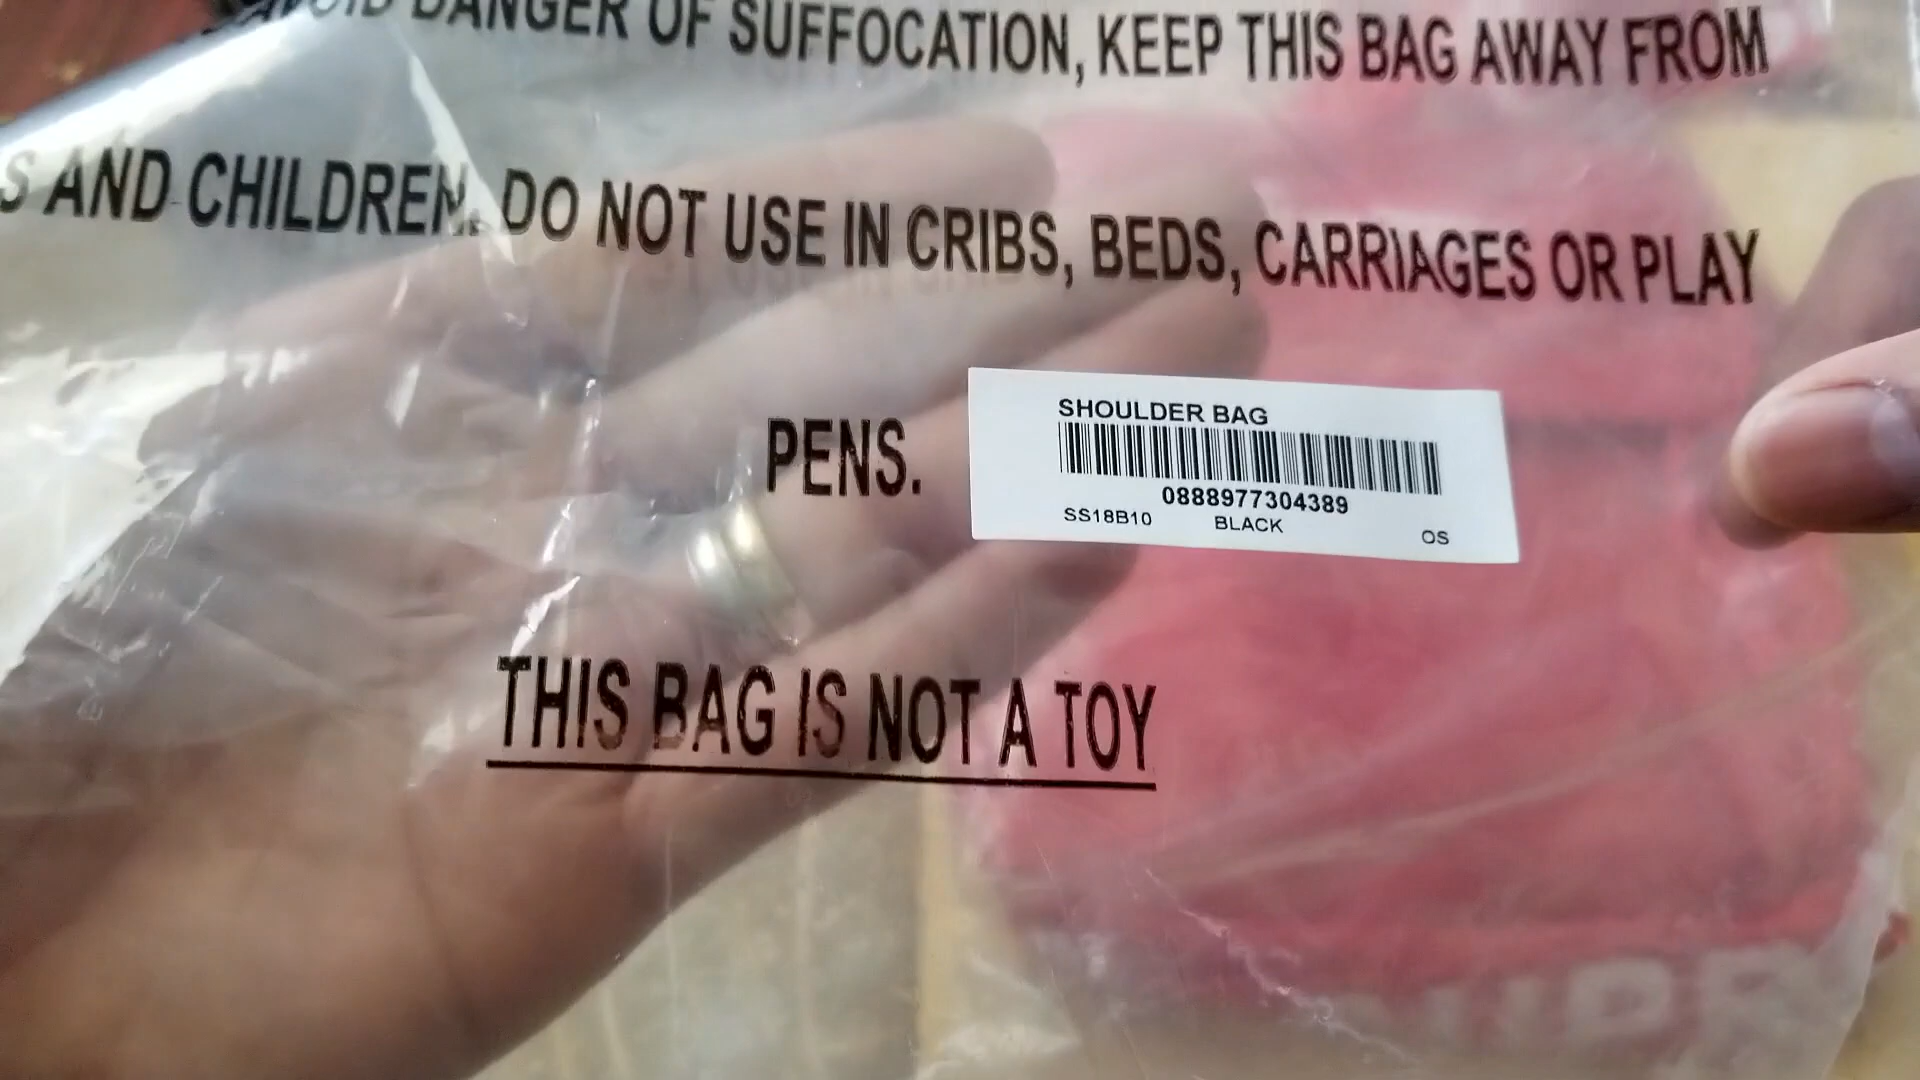 AVOID DANGER OF SUFFOCATION, KEEP THIS BAG AWAY FROM
S AND CHILDREN. DO NOT USE IN CRIBS, BEDS, CARRIAGES OR PLAY
PENS.
SHOULDER BAG
0888977304389
SS18B10 BLACK OS
THIS BAG IS NOT A TOY